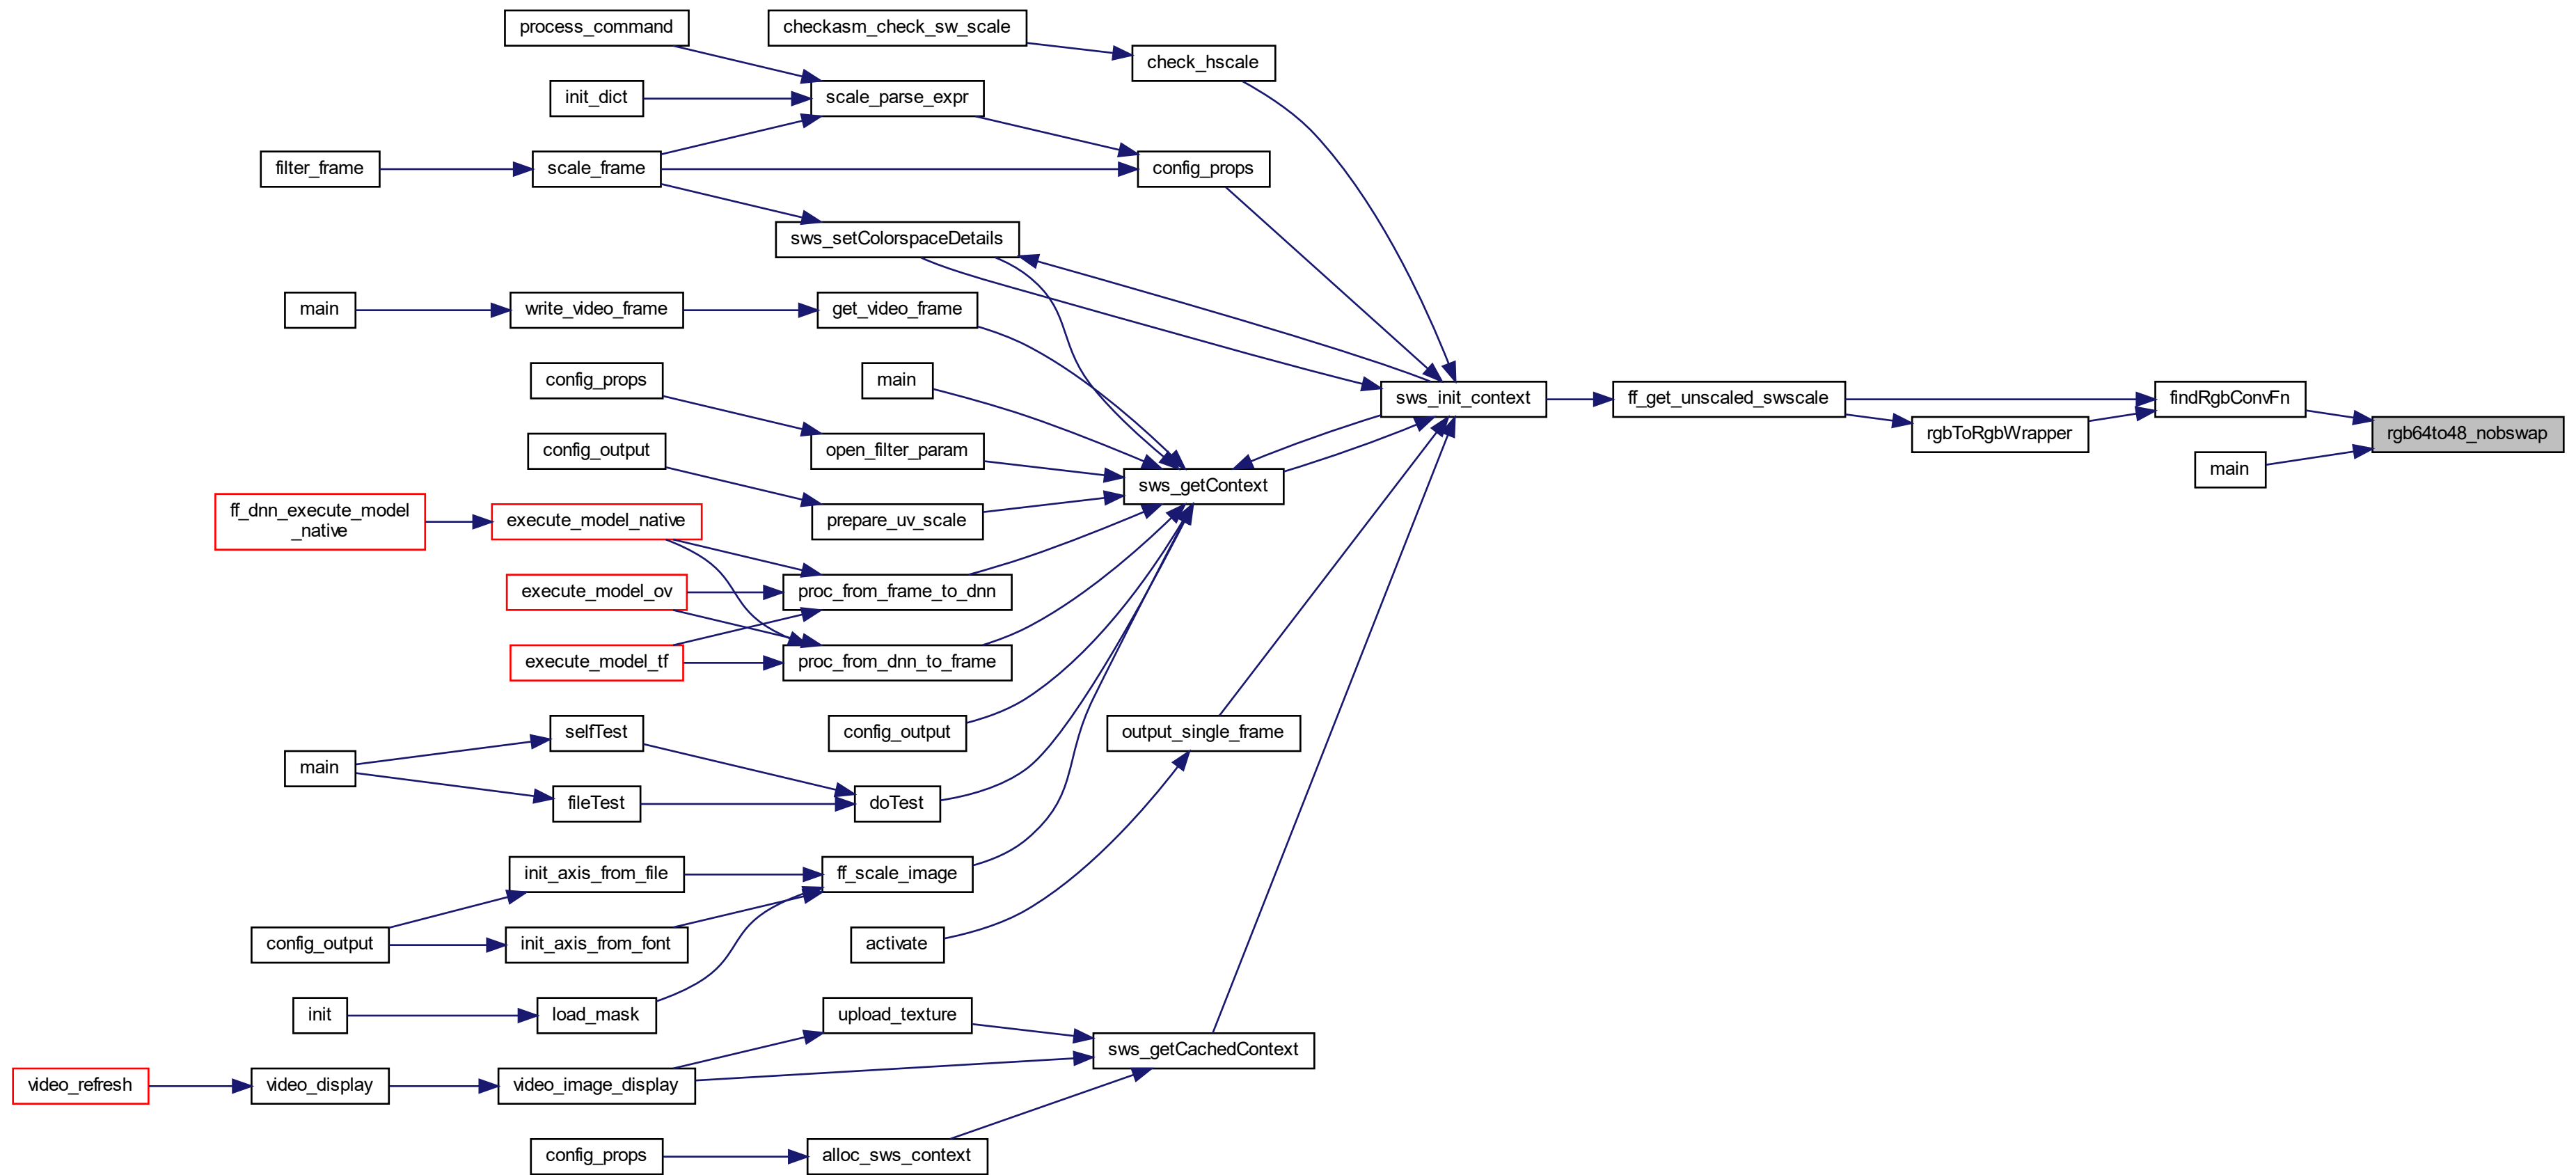 process_command
checkasm_check_sw_scale
check_hscale
init_dict
scale_parse_expr
filter_frame
scale_frame
config_props
sws_setColorspaceDetails
main
write_video_frame
get_video_frame
config_props
main
sws_init_context
ff_get_unscaled_swscale
findRgbConvFn
rgbToRgbWrapper
rgb64to48_nobswap
main
config_output
open_filter_param
sws_getContext
ff_dnn_execute_model
_native
execute_model_native
prepare_uv_scale
execute_model_ov
proc_from_frame_to_dnn
execute_model_tf
proc_from_dnn_to_frame
selfTest
config_output
output_single_frame
main
fileTest
doTest
init_axis_from_file
ff_scale_image
config_output
init_axis_from_font
activate
init
load_mask
upload_texture
sws_getCachedContext
video_refresh
video_display
video_image_display
config_props
alloc_sws_context